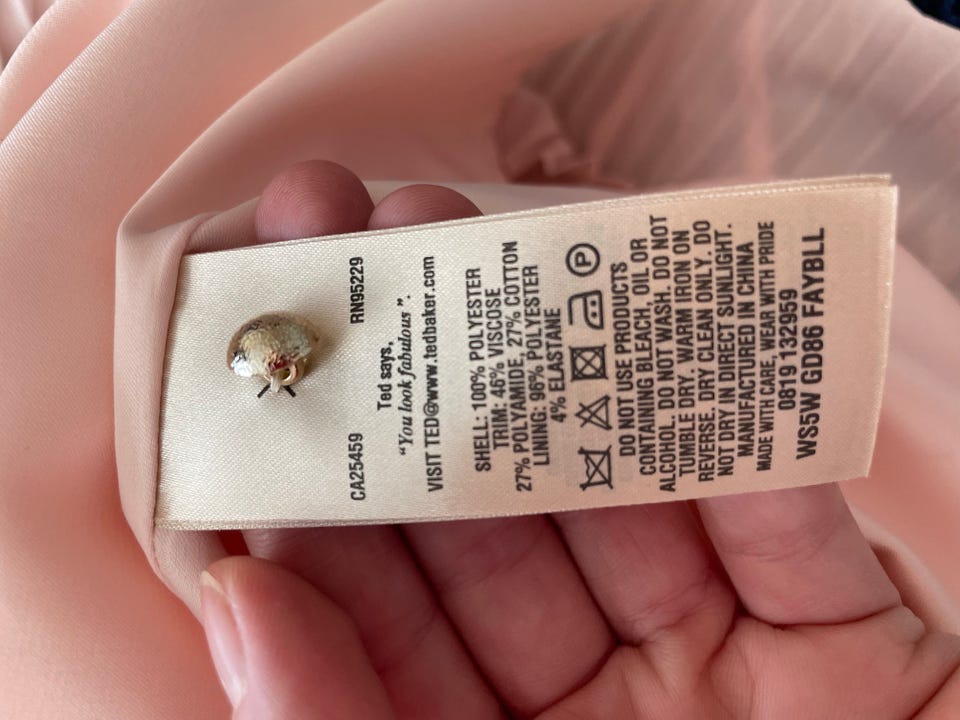 CA25459 RN95229
Ted says,
“You look fabulous”.
VISIT TED@www.tedbaker.com
SHELL: 100% POLYESTER
TRIM: 46% VISCOSE
27% POLYAMIDE, 27% COTTON
LINING: 96% POLYESTER
4% ELASTANE
P
DO NOT USE PRODUCTS
CONTAINING BLEACH, OIL OR
ALCOHOL. DO NOT WASH. DO NOT
TUMBLE DRY. WARM IRON ON
REVERSE. DRY CLEAN ONLY. DO
NOT DRY IN DIRECT SUNLIGHT.
MANUFACTURED IN CHINA
MADE WITH CARE, WEAR WITH PRIDE
0819 132959
WS5W GD86 FAYBLL